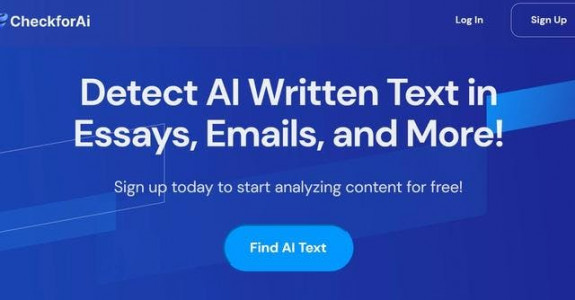 CheckforAi
Log In
Sign Up
Detect AI Written Text in
Essays, Emails, and More!
Sign up today to start analyzing content for free!
Find AI Text